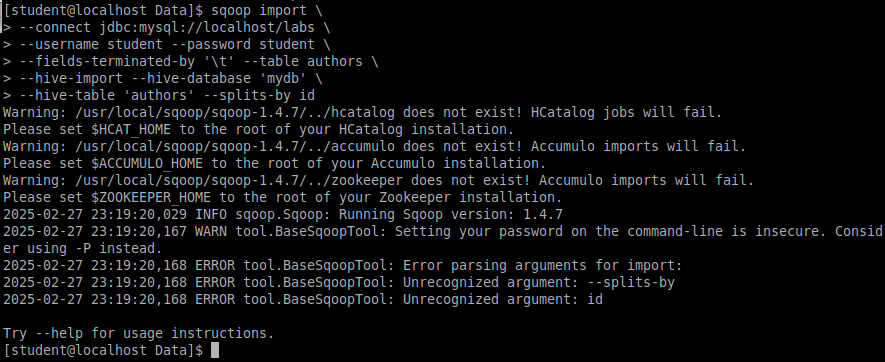 [student@localhost Data]$ sqoop import \
> --connect jdbc:mysql://localhost/labs \
> --username student --password student \
> --fields-terminated-by '\t' --table authors \
> --hive-import --hive-database 'mydb' \
> --hive-table 'authors' --splits-by id
Warning: /usr/local/sqoop/sqoop-1.4.7/../hcatalog does not exist! HCatalog jobs will fail.
Please set $HCAT_HOME to the root of your HCatalog installation.
Warning: /usr/local/sqoop/sqoop-1.4.7/../accumulo does not exist! Accumulo imports will fail.
Please set $ACCUMULO_HOME to the root of your Accumulo installation.
Warning: /usr/local/sqoop/sqoop-1.4.7/../zookeeper does not exist! Accumulo imports will fail.
Please set $ZOOKEEPER_HOME to the root of your Zookeeper installation.
2025-02-27 23:19:20,029 INFO sqoop.Sqoop: Running Sqoop version: 1.4.7
2025-02-27 23:19:20,167 WARN tool.BaseSqoopTool: Setting your password on the command-line is insecure. Consid
er using -P instead.
2025-02-27 23:19:20,168 ERROR tool.BaseSqoopTool: Error parsing arguments for import:
2025-02-27 23:19:20,168 ERROR tool.BaseSqoopTool: Unrecognized argument: --splits-by
2025-02-27 23:19:20,168 ERROR tool.BaseSqoopTool: Unrecognized argument: id

Try --help for usage instructions.
[student@localhost Data]$